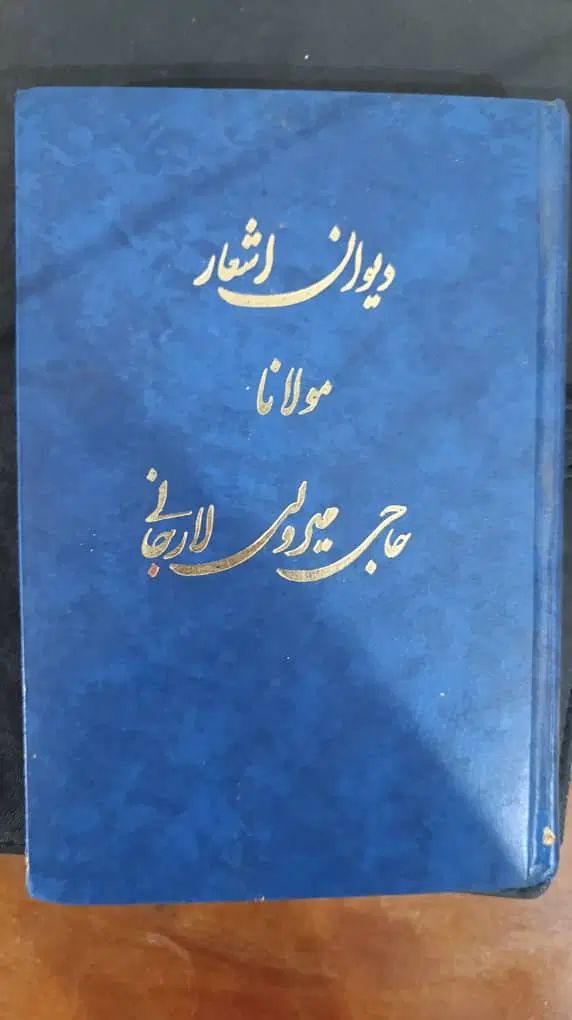 دیوان اشعار
مولانا
حاجی میرولی لارجانی